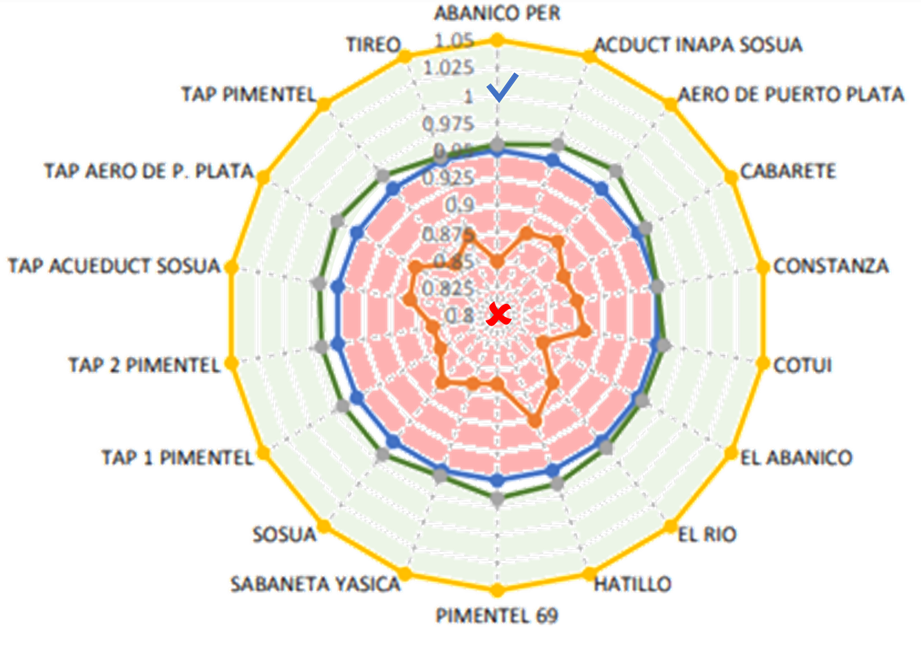 ABANICO PER
ACDUCT INAPA SOSUA
AERO DE PUERTO PLATA
CABARETE
CONSTANZA
COTUI
EL ABANICO
EL RIO
HATILLO
PIMENTEL 69
SABANETA YASICA
SOSUA
TAP 1 PIMENTEL
TAP 2 PIMENTEL
TAP ACUEDUCT SOSUA
TAP AERO DE P. PLATA
TAP PIMENTEL
TIREO
1.05
1.025
1
0.975
0.95
0.925
0.9
0.875
0.85
0.825
0.8